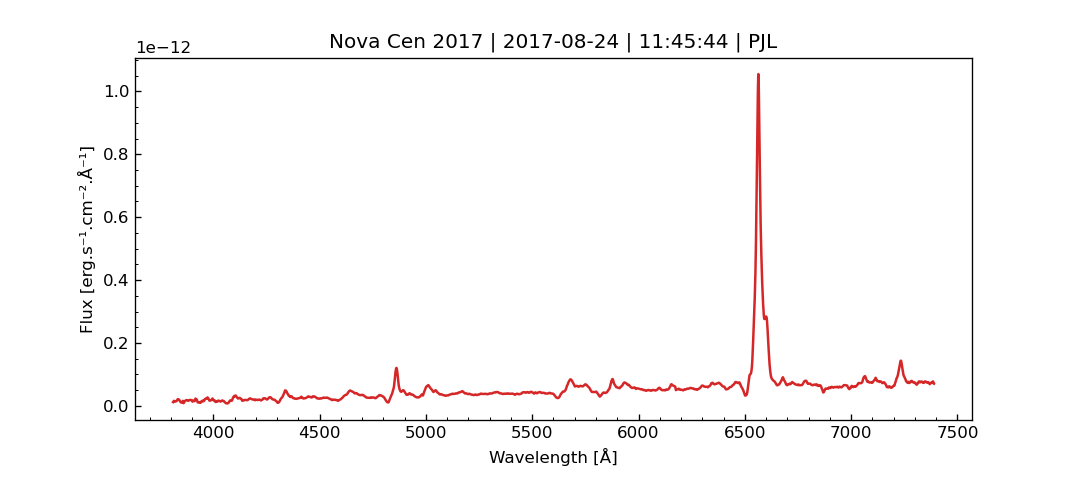 Nova Cen 2017 | 2017-08-24 | 11:45:44 | PJL
1e−12
1.0
0.8
0.6
0.4
0.2
0.0
Flux [erg.s⁻¹.cm⁻².Å⁻¹]
4000 4500 5000 5500 6000 6500 7000 7500
Wavelength [Å]